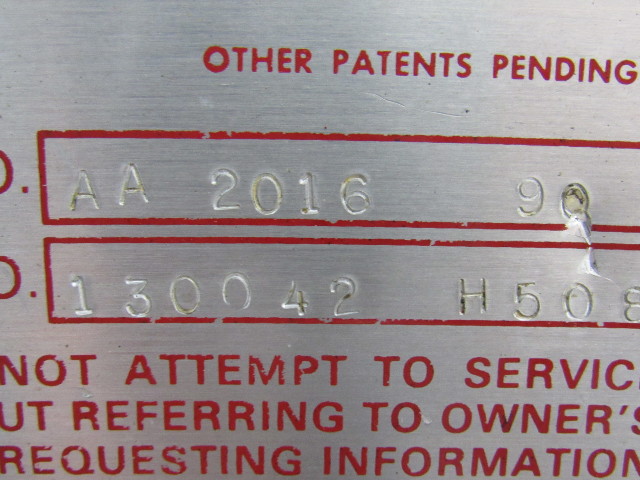 OTHER PATENTS PENDING
O. AA 2016 90
O. 130042 H508
NOT ATTEMPT TO SERVIC
UT REFERRING TO OWNER'S
REQUESTING INFORMATION